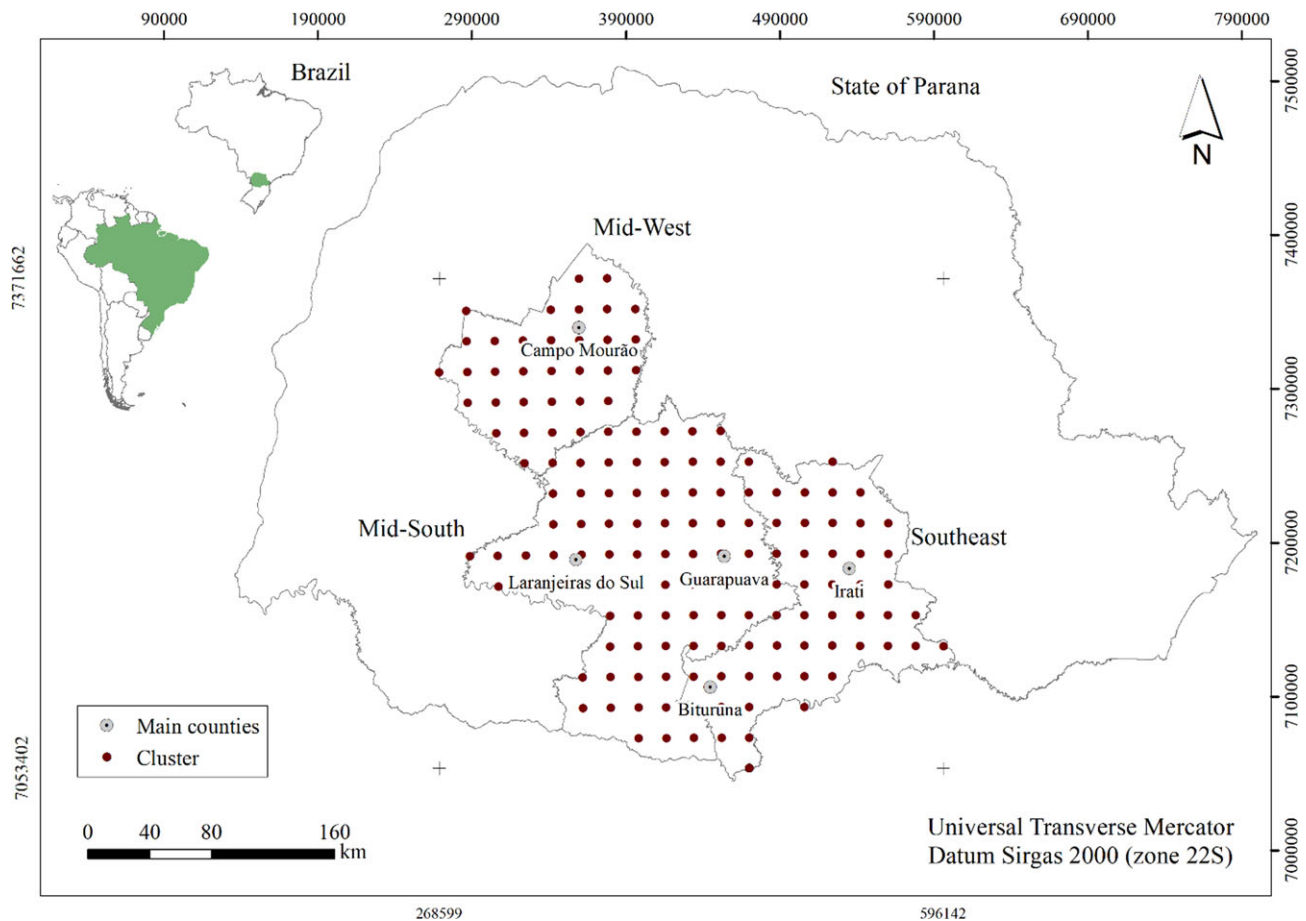 90000 190000 290000 390000 490000 590000 690000 790000
Brazil
State of Parana
N
7500000
7400000
7371662
Mid-West
Campo Mourão
7300000
Mid-South
Southeast
7200000
Laranjeiras do Sul
Guarapuava
Irati
7100000
Bituruna
Main counties
Cluster
7053402
0 40 80 160
km
Universal Transverse Mercator
Datum Sirgas 2000 (zone 22S)
7000000
268599 596142